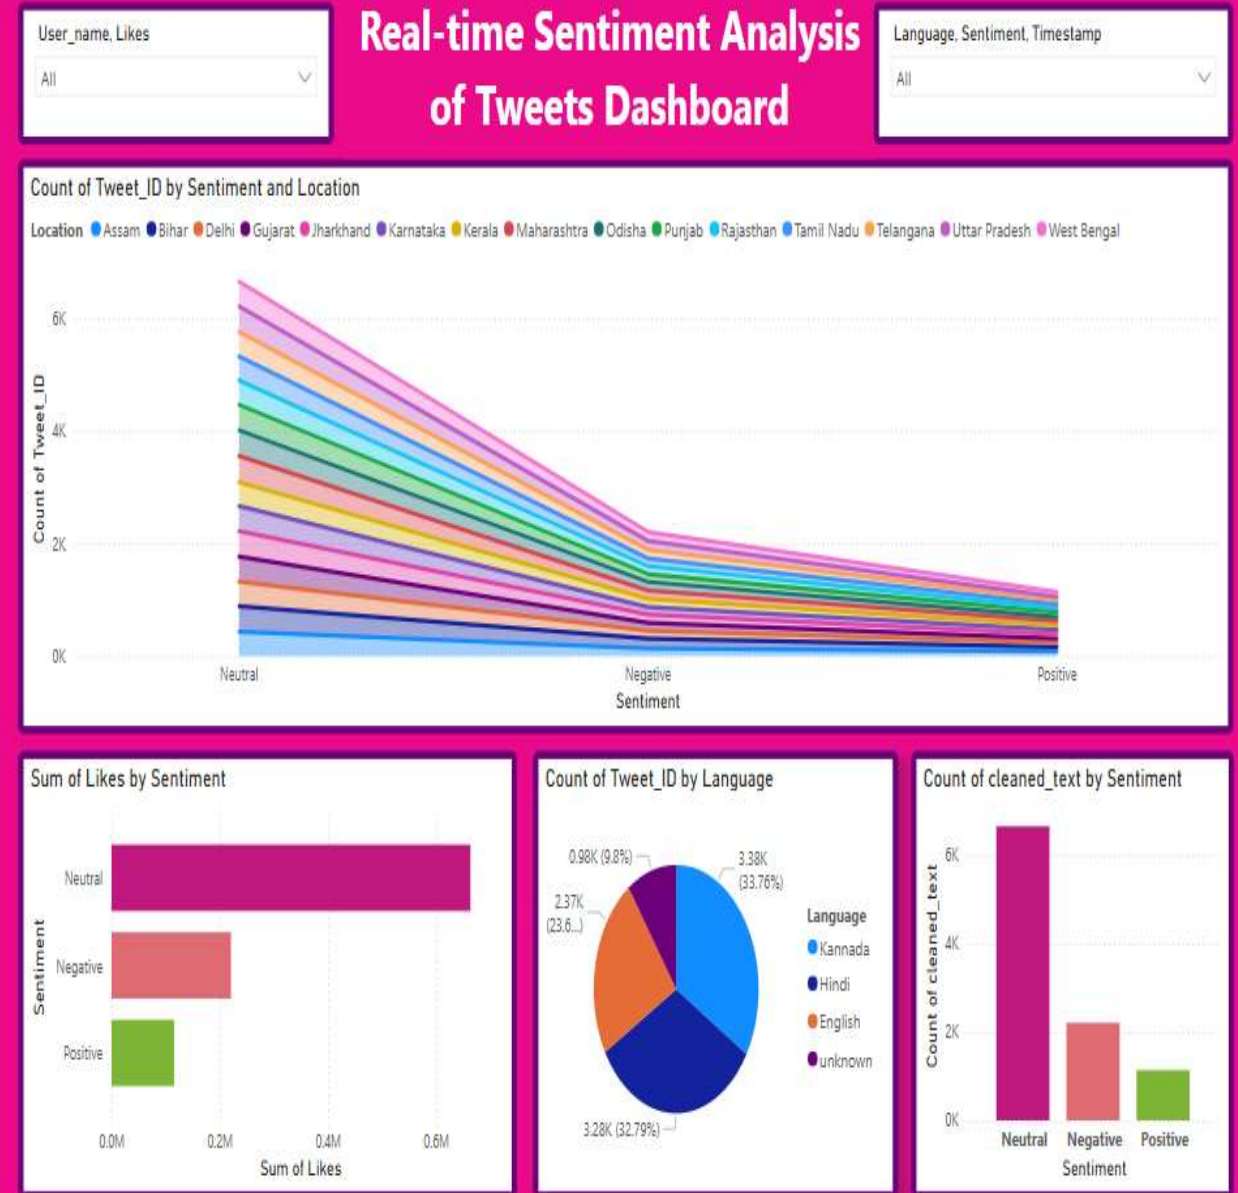 User_name, Likes
All
Real-time Sentiment Analysis
of Tweets Dashboard
Language, Sentiment, Timestamp
All
Count of Tweet_ID by Sentiment and Location
Location Assam Bihar Delhi Gujarat Jharkhand Karnataka Kerala Maharashtra Odisha Punjab Rajasthan Tamil Nadu Telangana Uttar Pradesh West Bengal
6K
4K
2K
0K
Count of Tweet_ID
Neutral Negative Positive
Sentiment
Sum of Likes by Sentiment
Neutral
Negative
Positive
Sentiment
0.0M 0.2M 0.4M 0.6M
Sum of Likes
Count of Tweet_ID by Language
0.98K (9.8%)
3.38K
(33.76%)
2.37K
(23.6...)
3.28K (32.79%)
Language
Kannada
Hindi
English
unknown
Count of cleaned_text by Sentiment
6K
4K
2K
0K
Count of cleaned_text
Neutral Negative Positive
Sentiment